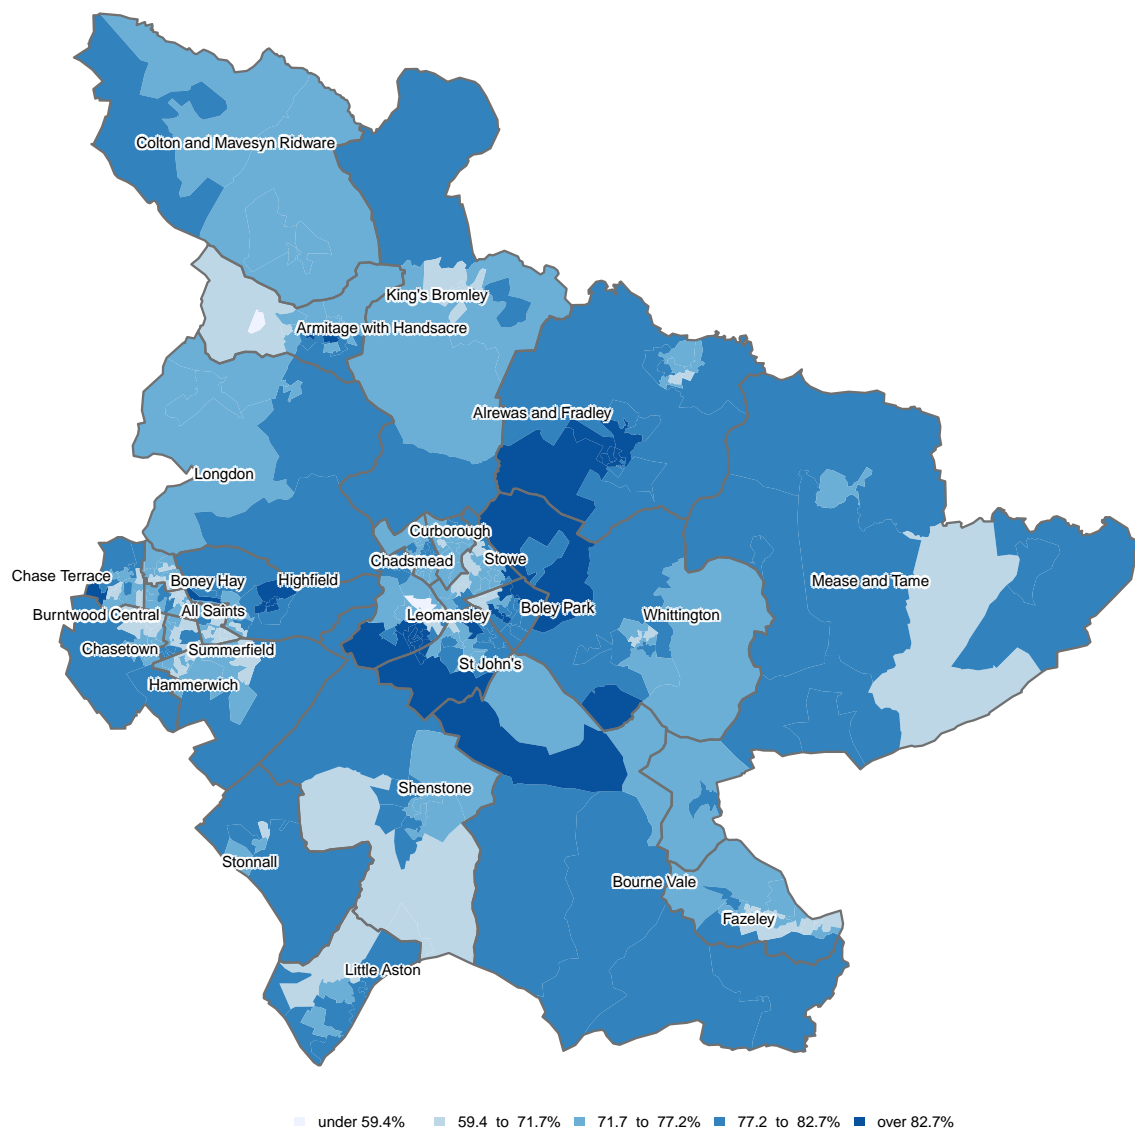 Colton and Mavesyn Ridware
King's Bromley
Armitage with Handsacre
Alrewas and Fradley
Longdon
Curborough
Chadsmead
Stowe
Chase Terrace
Boney Hay
Highfield
Mease and Tame
Burntwood Central
All Saints
Leomansley
Boley Park
Whittington
Chasetown
Summerfield
St John's
Hammerwich
Shenstone
Stonnall
Bourne Vale
Fazeley
Little Aston
under 59.4% 59.4 to 71.7% 71.7 to 77.2% 77.2 to 82.7% over 82.7%